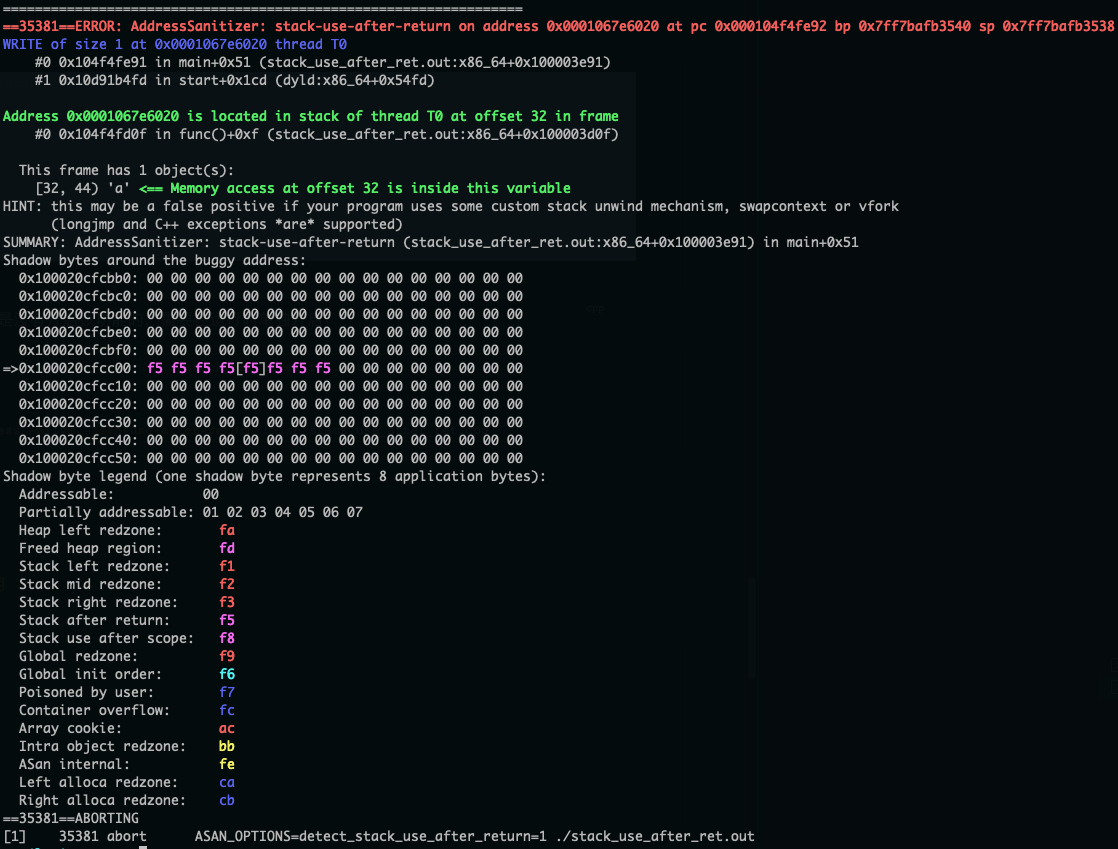 =================================================================
==35381==ERROR: AddressSanitizer: stack-use-after-return on address 0x0001067e6020 at pc 0x000104f4fe92 bp 0x7ff7bafb3540 sp 0x7ff7bafb3538
WRITE of size 1 at 0x0001067e6020 thread T0
    #0 0x104f4fe91 in main+0x51 (stack_use_after_ret.out:x86_64+0x100003e91)
    #1 0x10d91b4fd in start+0x1cd (dyld:x86_64+0x54fd)

Address 0x0001067e6020 is located in stack of thread T0 at offset 32 in frame
    #0 0x104f4fd0f in func()+0xf (stack_use_after_ret.out:x86_64+0x100003d0f)

  This frame has 1 object(s):
    [32, 44) 'a' <== Memory access at offset 32 is inside this variable
HINT: this may be a false positive if your program uses some custom stack unwind mechanism, swapcontext or vfork
      (longjmp and C++ exceptions *are* supported)
SUMMARY: AddressSanitizer: stack-use-after-return (stack_use_after_ret.out:x86_64+0x100003e91) in main+0x51
Shadow bytes around the buggy address:
  0x100020cfcbb0: 00 00 00 00 00 00 00 00 00 00 00 00 00 00 00 00
  0x100020cfcbc0: 00 00 00 00 00 00 00 00 00 00 00 00 00 00 00 00
  0x100020cfcbd0: 00 00 00 00 00 00 00 00 00 00 00 00 00 00 00 00
  0x100020cfcbe0: 00 00 00 00 00 00 00 00 00 00 00 00 00 00 00 00
  0x100020cfcbf0: 00 00 00 00 00 00 00 00 00 00 00 00 00 00 00 00
=>0x100020cfcc00: f5 f5 f5 f5[f5]f5 f5 f5 00 00 00 00 00 00 00 00
  0x100020cfcc10: 00 00 00 00 00 00 00 00 00 00 00 00 00 00 00 00
  0x100020cfcc20: 00 00 00 00 00 00 00 00 00 00 00 00 00 00 00 00
  0x100020cfcc30: 00 00 00 00 00 00 00 00 00 00 00 00 00 00 00 00
  0x100020cfcc40: 00 00 00 00 00 00 00 00 00 00 00 00 00 00 00 00
  0x100020cfcc50: 00 00 00 00 00 00 00 00 00 00 00 00 00 00 00 00
Shadow byte legend (one shadow byte represents 8 application bytes):
  Addressable:           00
  Partially addressable: 01 02 03 04 05 06 07
  Heap left redzone:       fa
  Freed heap region:       fd
  Stack left redzone:      f1
  Stack mid redzone:       f2
  Stack right redzone:     f3
  Stack after return:      f5
  Stack use after scope:   f8
  Global redzone:          f9
  Global init order:       f6
  Poisoned by user:        f7
  Container overflow:      fc
  Array cookie:            ac
  Intra object redzone:    bb
  ASan internal:           fe
  Left alloca redzone:     ca
  Right alloca redzone:    cb
==35381==ABORTING
[1]    35381 abort      ASAN_OPTIONS=detect_stack_use_after_return=1 ./stack_use_after_ret.out